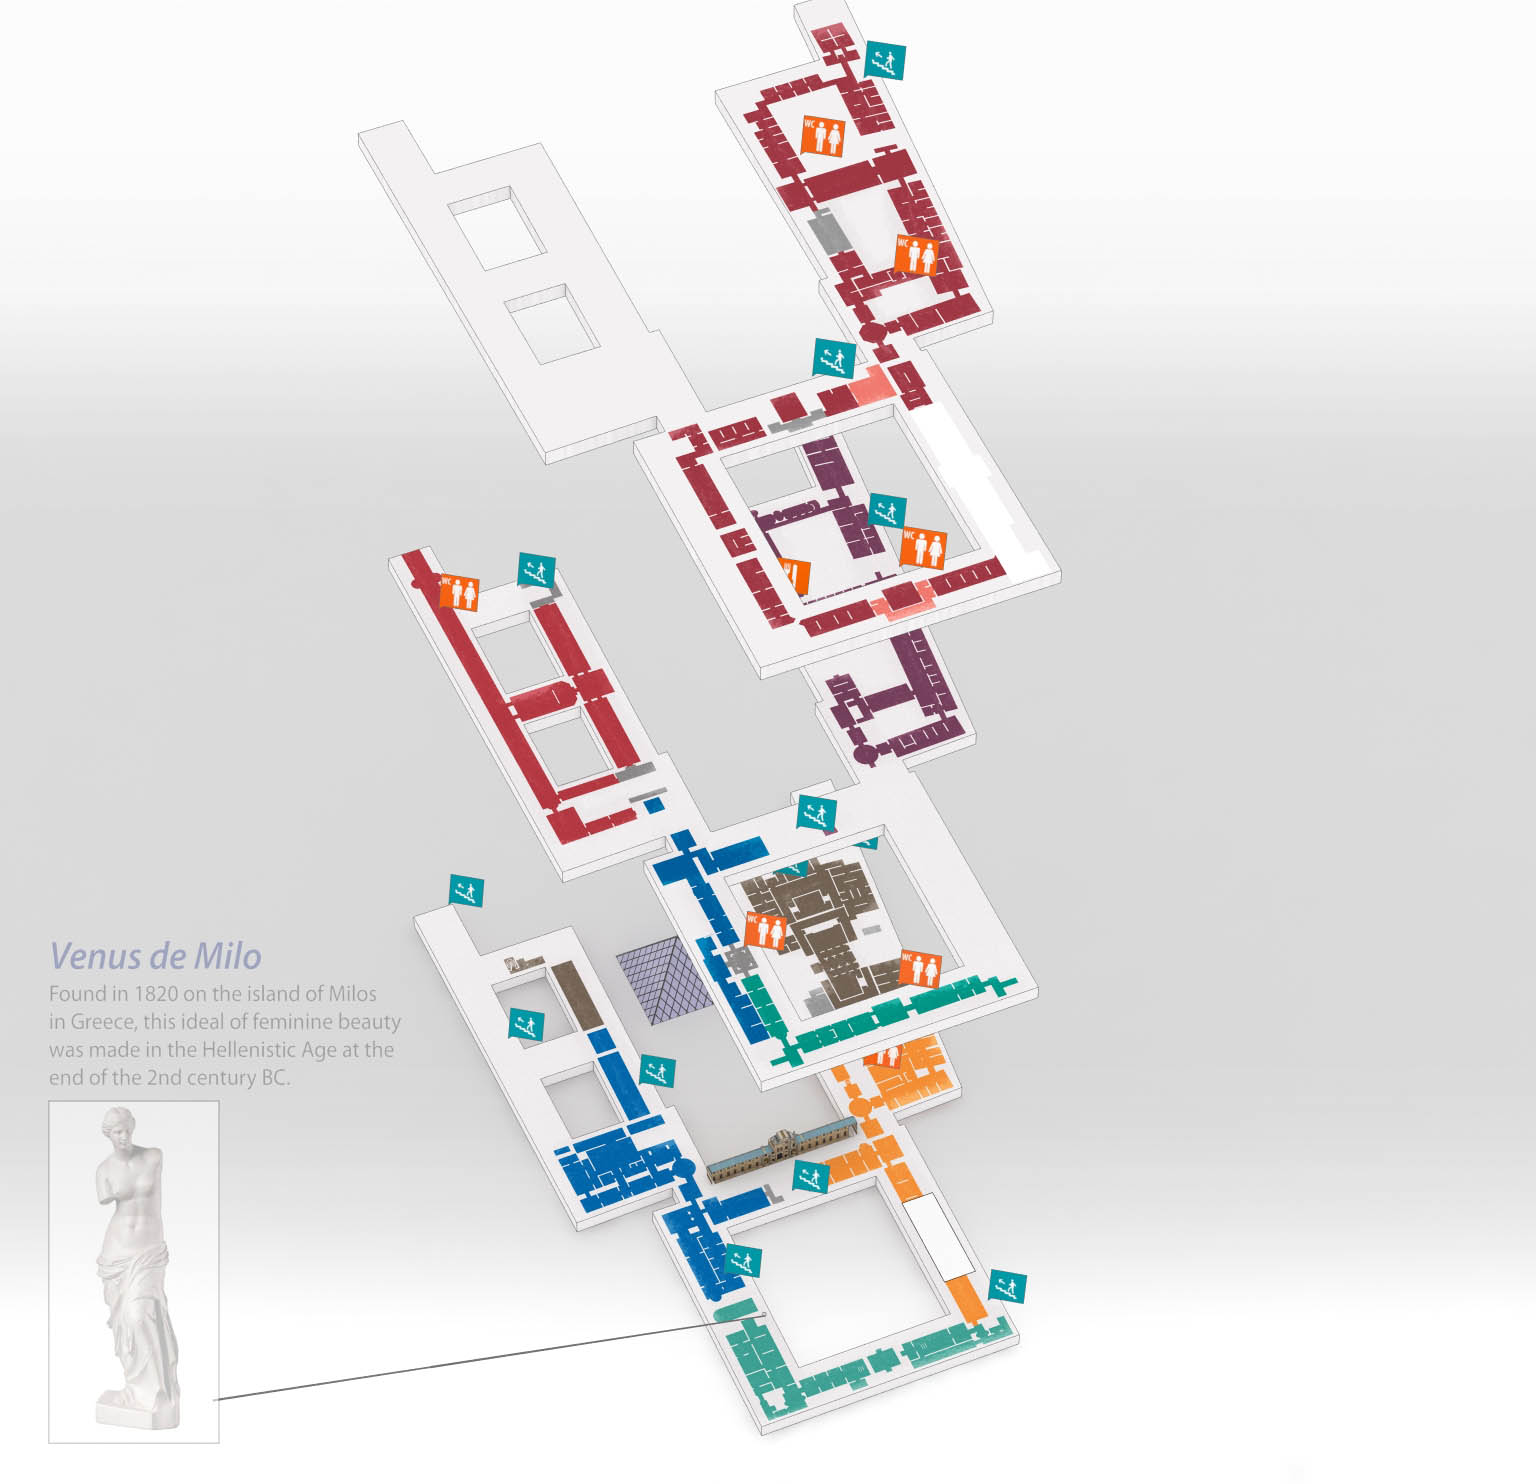 WC
WC
WC
WC
WC
WC
Venus de Milo
Found in 1820 on the island of Milos
in Greece, this ideal of feminine beauty
was made in the Hellenistic Age at the
end of the 2nd century BC.